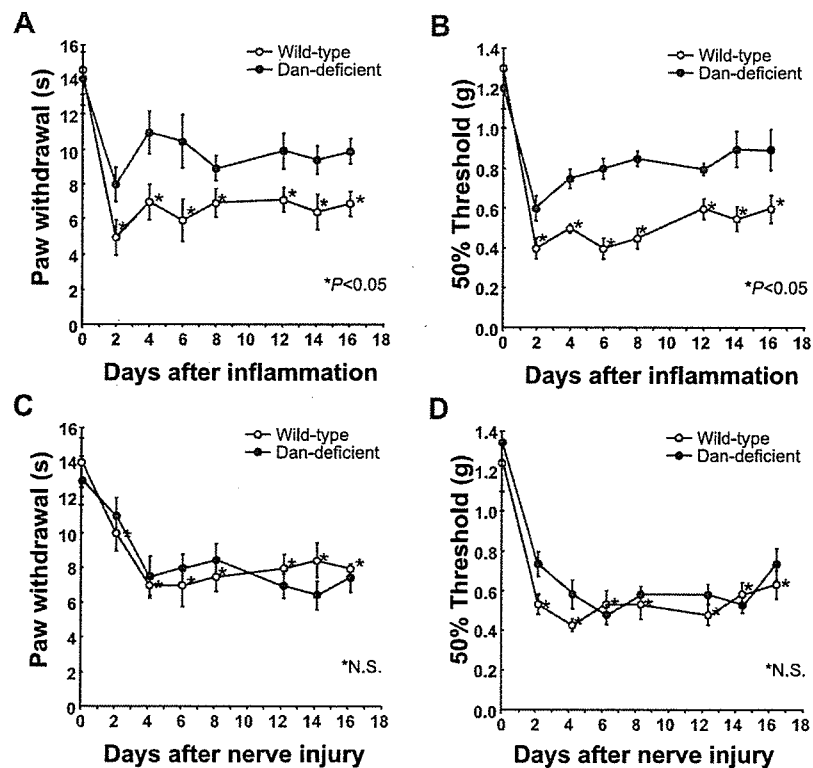 A
Paw withdrawal (s)
16
14
12
10
8
6
4
2
0
Wild-type
Dan-deficient
*
*
*
*
*
*
*
*P<0.05
0 2 4 6 8 10 12 14 16 18
Days after inflammation
B
50% Threshold (g)
1.4
1.2
1.0
0.8
0.6
0.4
0.2
0.0
Wild-type
Dan-deficient
*
*
*
*
*
*
*
*P<0.05
0 2 4 6 8 10 12 14 16 18
Days after inflammation
C
Paw withdrawal (s)
16
14
12
10
8
6
4
2
0
Wild-type
Dan-deficient
*
*
*
*
*
*
*
*N.S.
0 2 4 6 8 10 12 14 16 18
Days after nerve injury
D
50% Threshold (g)
1.4
1.2
1.0
0.8
0.6
0.4
0.2
0.0
Wild-type
Dan-deficient
*
*
*
*
*
*
*
*N.S.
0 2 4 6 8 10 12 14 16 18
Days after nerve injury